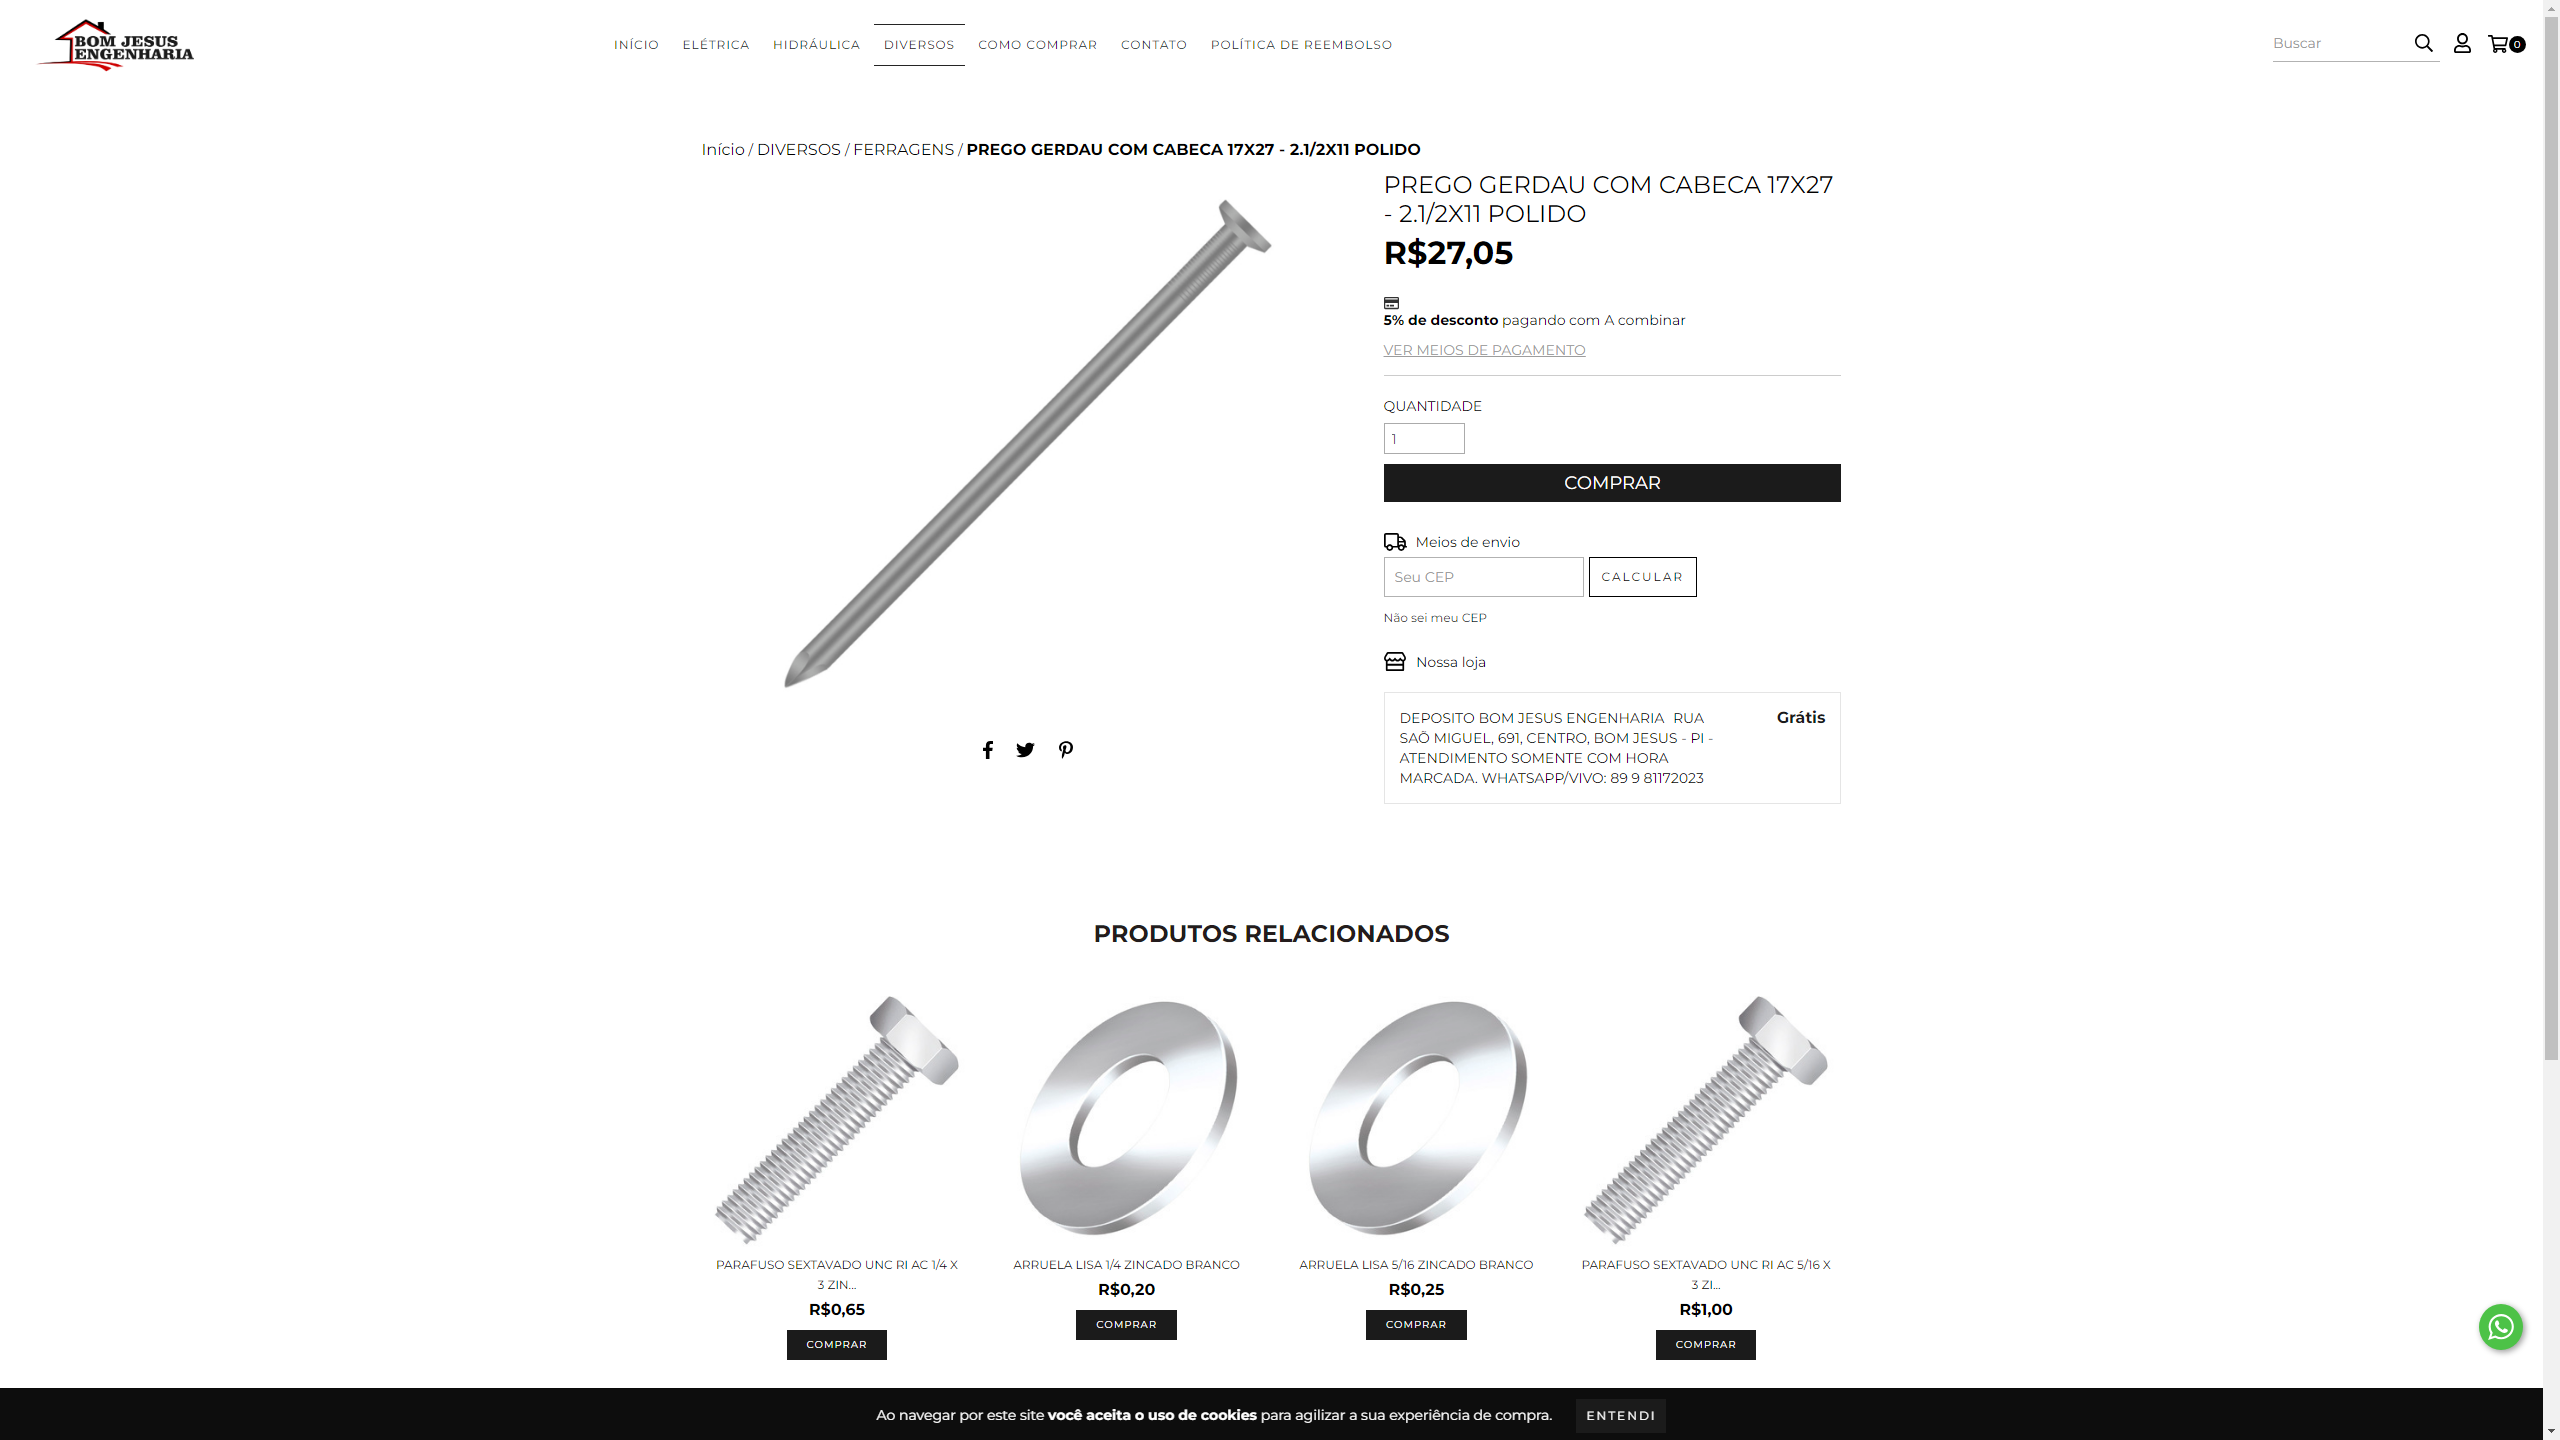 BOM JESUS
ENGENHARIA
INÍCIO
ELÉTRICA
HIDRÁULICA
DIVERSOS
COMO COMPRAR
CONTATO
POLÍTICA DE REEMBOLSO
Buscar
0
Início / DIVERSOS / FERRAGENS / PREGO GERDAU COM CABECA 17X27 - 2.1/2X11 POLIDO
PREGO GERDAU COM CABECA 17X27
- 2.1/2X11 POLIDO
R$27,05
5% de desconto pagando com A combinar
VER MEIOS DE PAGAMENTO
QUANTIDADE
1
COMPRAR
Meios de envio
Seu CEP
CALCULAR
Não sei meu CEP
Nossa loja
DEPOSITO BOM JESUS ENGENHARIA RUA
SAÕ MIGUEL, 691, CENTRO, BOM JESUS - PI -
ATENDIMENTO SOMENTE COM HORA
MARCADA. WHATSAPP/VIVO: 89 9 81172023
Grátis
PRODUTOS RELACIONADOS
PARAFUSO SEXTAVADO UNC RI AC 1/4 X
3 ZIN...
R$0,65
COMPRAR
ARRUELA LISA 1/4 ZINCADO BRANCO
R$0,20
COMPRAR
ARRUELA LISA 5/16 ZINCADO BRANCO
R$0,25
COMPRAR
PARAFUSO SEXTAVADO UNC RI AC 5/16 X
3 ZI...
R$1,00
COMPRAR
Ao navegar por este site você aceita o uso de cookies para agilizar a sua experiência de compra.
ENTENDI